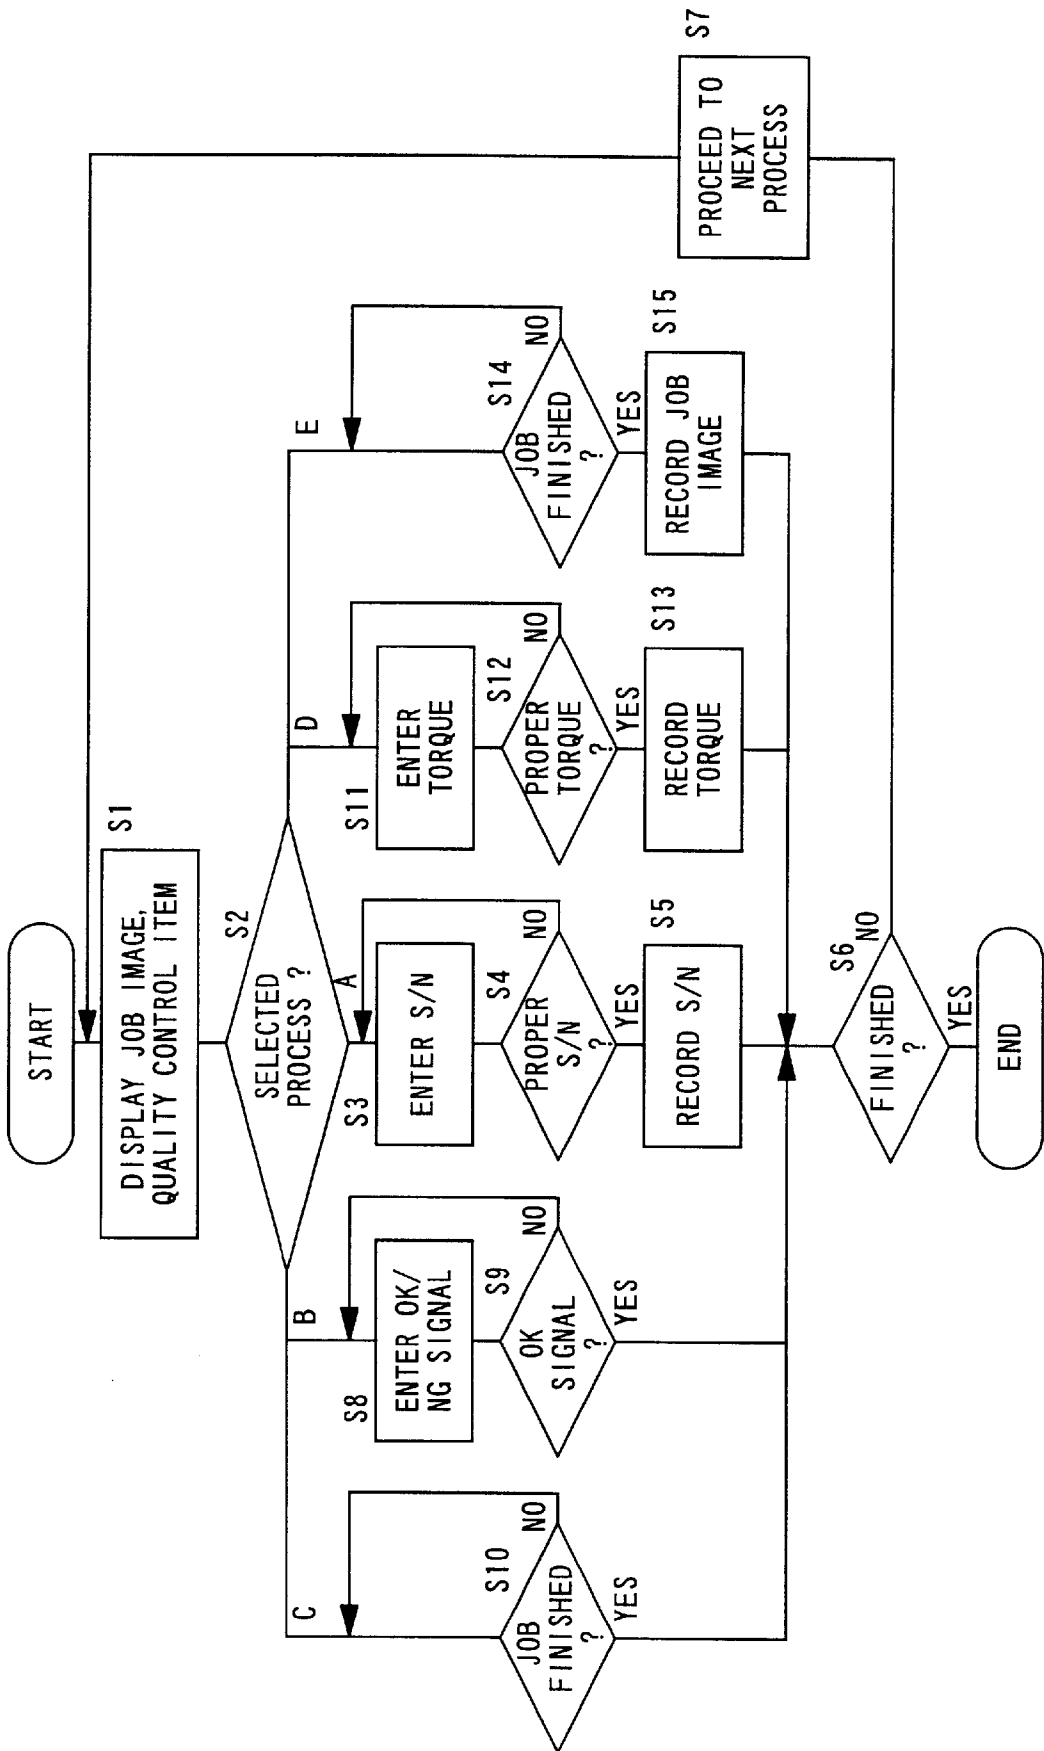 START
S1
DISPLAY JOB IMAGE,
QUALITY CONTROL ITEM
S2
SELECTED
PROCESS ?
C
B
A
D
E
S10
JOB
FINISHED
?
NO
YES
S8
ENTER OK/
NG SIGNAL
S9
OK
SIGNAL
?
NO
YES
S3
ENTER S/N
S4
PROPER
S/N
?
NO
YES
S5
RECORD S/N
S11
ENTER
TORQUE
S12
PROPER
TORQUE
?
NO
YES
S13
RECORD
TORQUE
S14
JOB
FINISHED
?
NO
YES
S15
RECORD JOB
IMAGE
S6
FINISHED
?
NO
YES
S7
PROCEED TO
NEXT
PROCESS
END